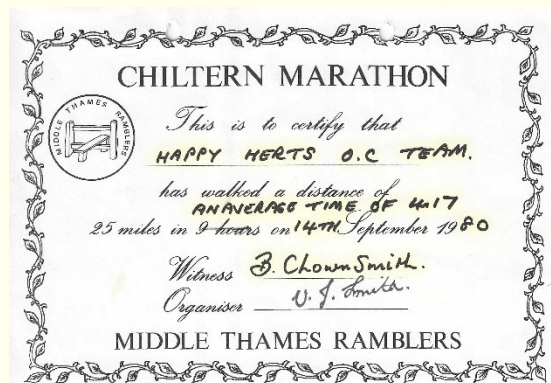 CHILTERN MARATHON
MIDDLE THAMES RAMBLERS
This is to certify that
HAPPY HERTS O.C TEAM.
has walked a distance of
AN AVERAGE TIME OF 4:17
25 miles in 9 hours on 14TH September 1980
Witness B. Clown Smith.
Organiser V. J. Smith.
MIDDLE THAMES RAMBLERS